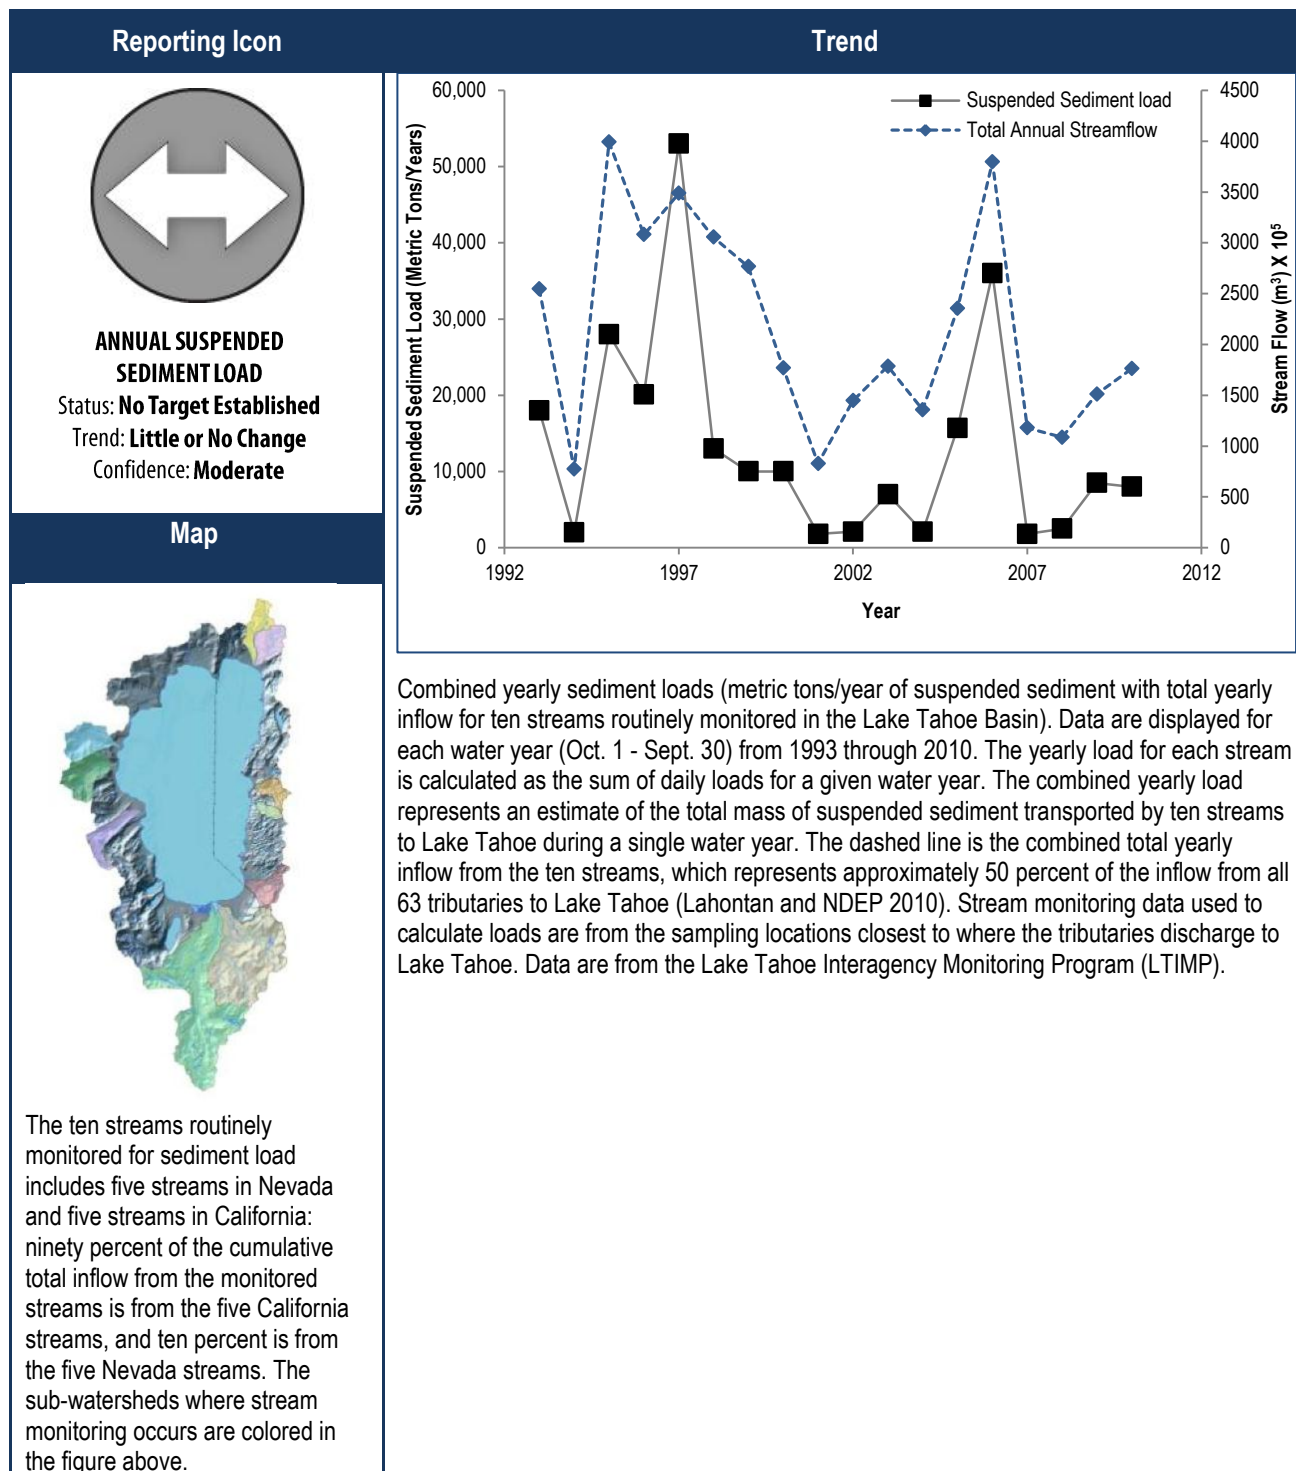 Reporting Icon
Trend
ANNUAL SUSPENDED
SEDIMENT LOAD
Status: No Target Established
Trend: Little or No Change
Confidence: Moderate
Map
The ten streams routinely
monitored for sediment load
includes five streams in Nevada
and five streams in California:
ninety percent of the cumulative
total inflow from the monitored
streams is from the five California
streams, and ten percent is from
the five Nevada streams. The
sub-watersheds where stream
monitoring occurs are colored in
the figure above.
Suspended Sediment Load (Metric Tons/Years)
60,000
50,000
40,000
30,000
20,000
10,000
0
Suspended Sediment load
Total Annual Streamflow
4500
4000
3500
3000
2500
2000
1500
1000
500
0
Stream Flow (m³) X 10⁵
1992
1997
2002
2007
2012
Year
Combined yearly sediment loads (metric tons/year of suspended sediment with total yearly
inflow for ten streams routinely monitored in the Lake Tahoe Basin). Data are displayed for
each water year (Oct. 1 - Sept. 30) from 1993 through 2010. The yearly load for each stream
is calculated as the sum of daily loads for a given water year. The combined yearly load
represents an estimate of the total mass of suspended sediment transported by ten streams
to Lake Tahoe during a single water year. The dashed line is the combined total yearly
inflow from the ten streams, which represents approximately 50 percent of the inflow from all
63 tributaries to Lake Tahoe (Lahontan and NDEP 2010). Stream monitoring data used to
calculate loads are from the sampling locations closest to where the tributaries discharge to
Lake Tahoe. Data are from the Lake Tahoe Interagency Monitoring Program (LTIMP).